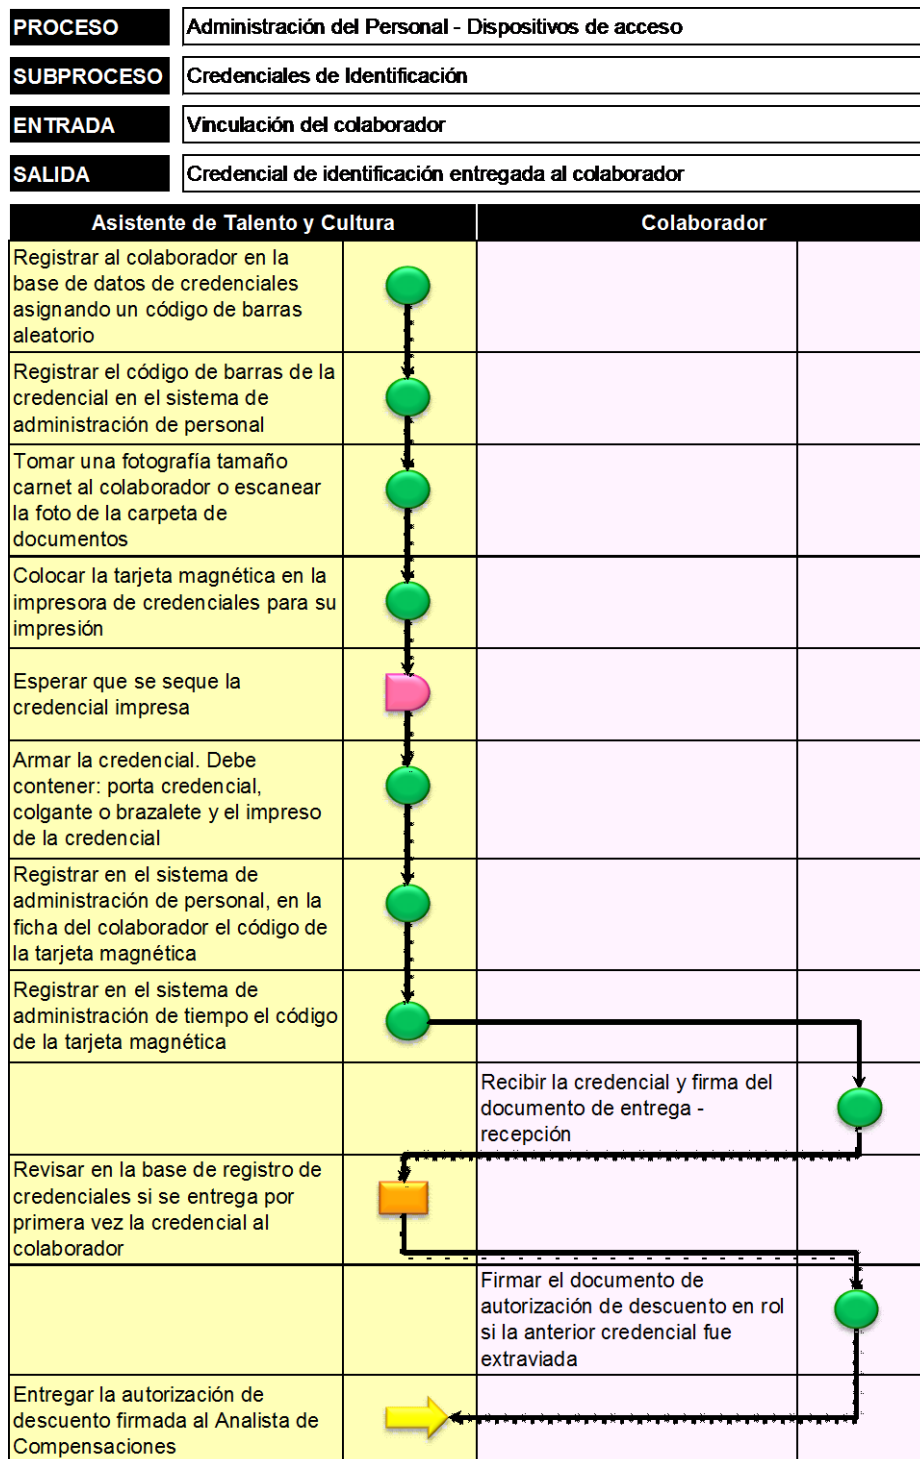 PROCESO
Administración del Personal - Dispositivos de acceso
SUBPROCESO
Credenciales de Identificación
ENTRADA
Vinculación del colaborador
SALIDA
Credencial de identificación entregada al colaborador
Asistente de Talento y Cultura
Colaborador
Registrar al colaborador en la
base de datos de credenciales
asignando un código de barras
aleatorio
Registrar el código de barras de la
credencial en el sistema de
administración de personal
Tomar una fotografía tamaño
carnet al colaborador o escanear
la foto de la carpeta de
documentos
Colocar la tarjeta magnética en la
impresora de credenciales para su
impresión
Esperar que se seque la
credencial impresa
Armar la credencial. Debe
contener: porta credencial,
colgante o brazalete y el impreso
de la credencial
Registrar en el sistema de
administración de personal, en la
ficha del colaborador el código de
la tarjeta magnética
Registrar en el sistema de
administración de tiempo el código
de la tarjeta magnética
Recibir la credencial y firma del
documento de entrega -
recepción
Revisar en la base de registro de
credenciales si se entrega por
primera vez la credencial al
colaborador
Firmar el documento de
autorización de descuento en rol
si la anterior credencial fue
extraviada
Entregar la autorización de
descuento firmada al Analista de
Compensaciones